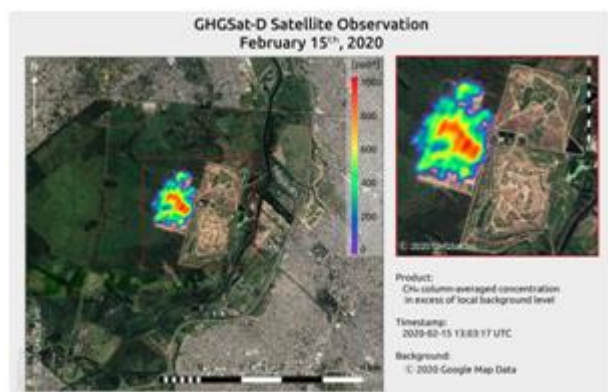 GHGSat-D Satellite Observation
February 15th, 2020
N
[ppb]
1000
800
600
400
200
0
© 2020 GHGSat
Product:
CH₄ column-averaged concentration
in excess of local background level
Timestamp:
2020-02-15 13:03:17 UTC
Background:
© 2020 Google Map Data